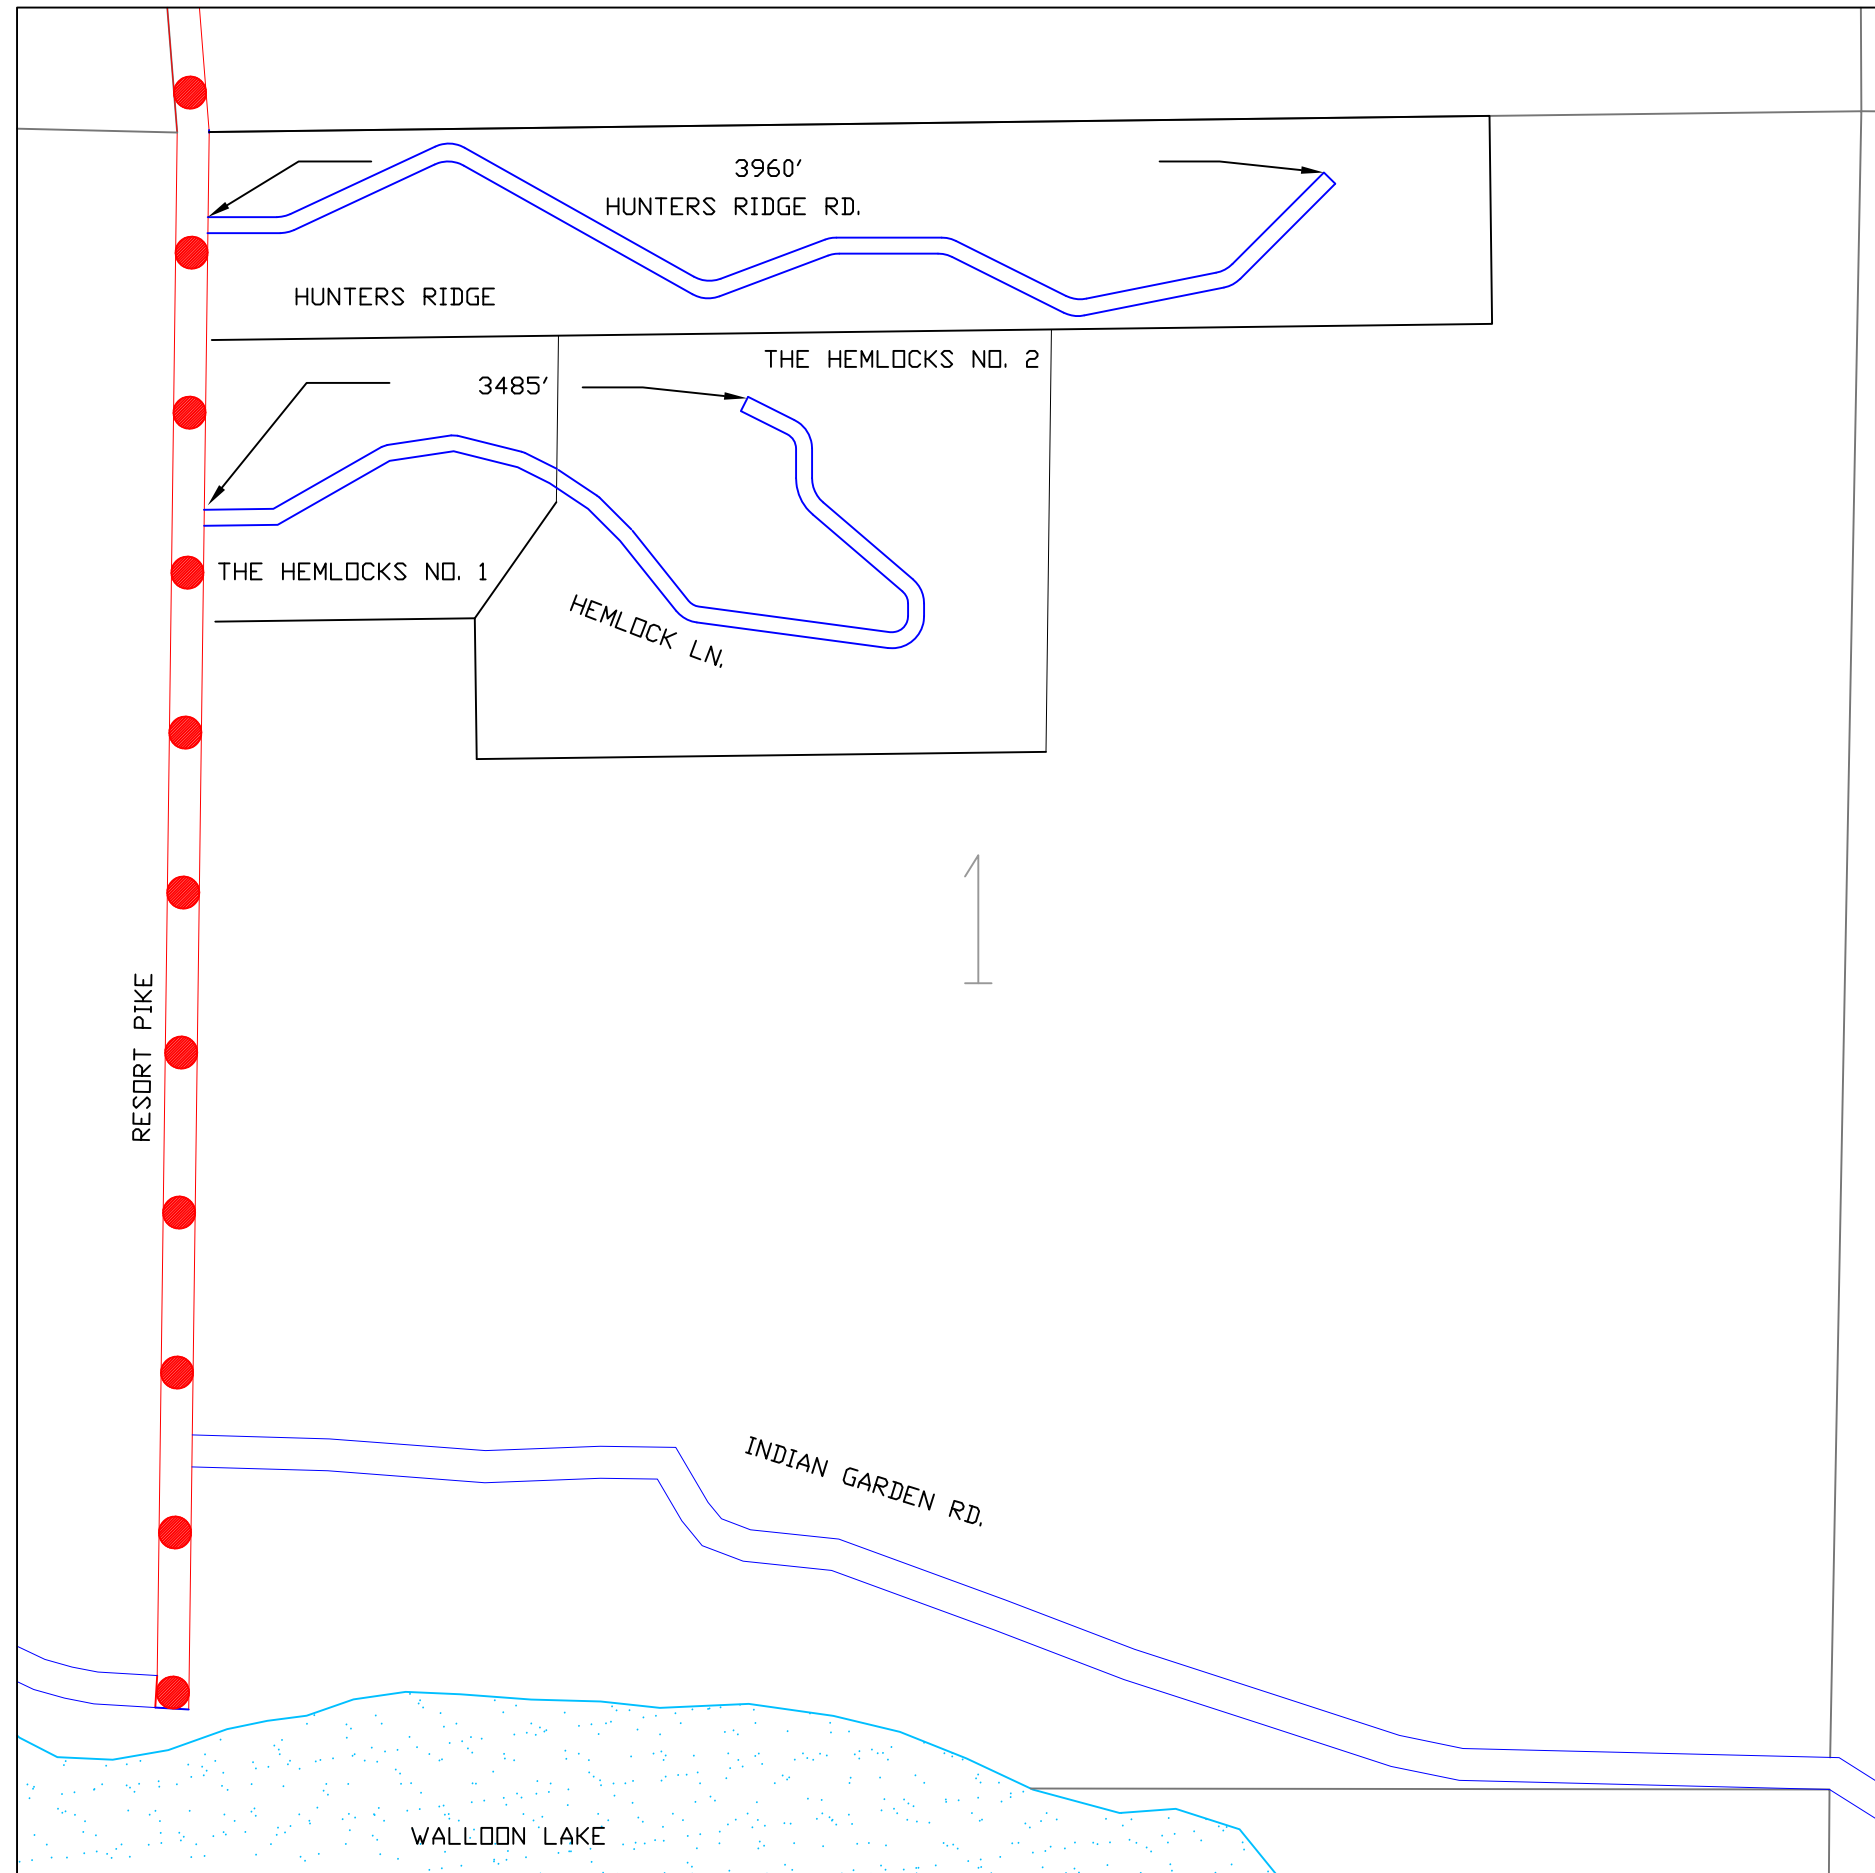 3960'
HUNTERS RIDGE RD.
HUNTERS RIDGE
THE HEMLOCKS NO. 2
3485'
THE HEMLOCKS NO. 1
HEMLOCK LN.
1
RESORT PIKE
INDIAN GARDEN RD.
WALLOON LAKE